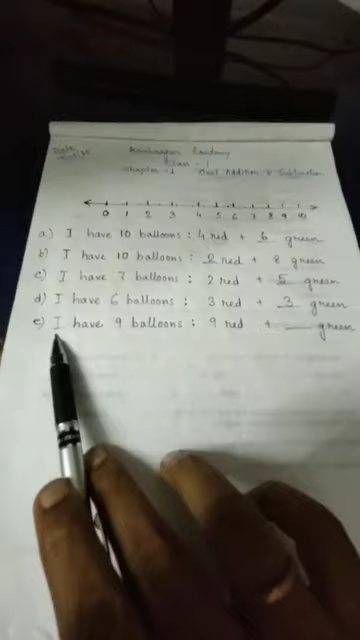 Academy
Class - 1
Chapter - 2 Oral Addition & Subtraction
0 1 2 3 4 5 6 7 8 9 10
a) I have 10 balloons : 4 red + 6 green
b) I have 10 balloons : 2 red + 8 green
c) I have 7 balloons : 2 red + 5 green
d) I have 6 balloons : 3 red + 3 green
e) I have 9 balloons : 9 red + __ green